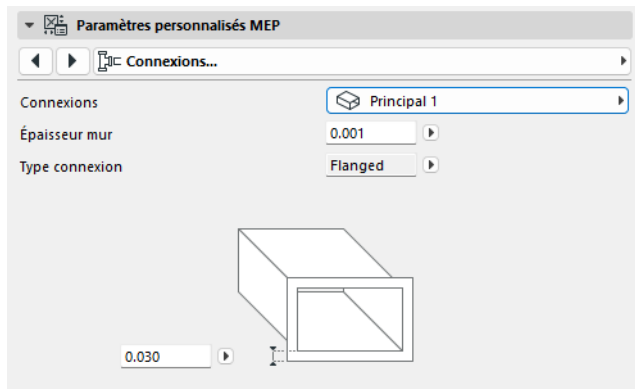 Paramètres personnalisés MEP
Connexions...
Connexions
Principal 1
Épaisseur mur
0.001
Type connexion
Flanged
0.030